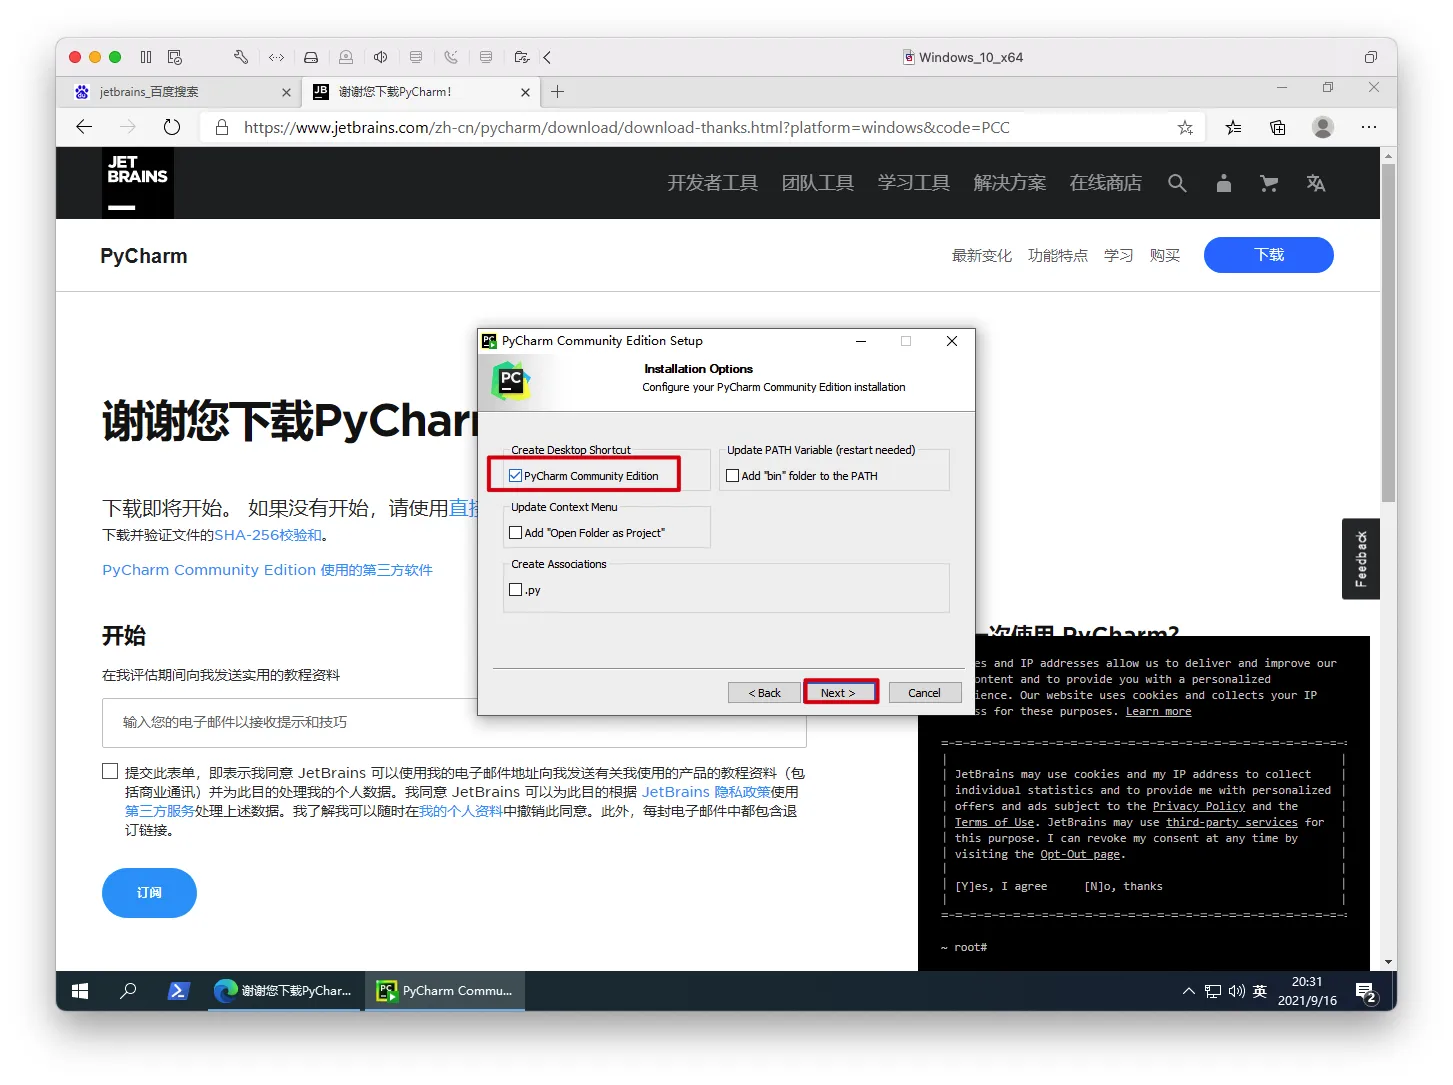 Windows_10_x64
jetbrains_百度搜索
JB
谢谢您下载PyCharm!
https://www.jetbrains.com/zh-cn/pycharm/download/download-thanks.html?platform=windows&code=PCC
JET
BRAINS
开发者工具 团队工具 学习工具 解决方案 在线商店
PyCharm
最新变化 功能特点 学习 购买 下载
PyCharm Community Edition Setup
Installation Options
Configure your PyCharm Community Edition installation
PC
Create Desktop Shortcut
Update PATH Variable (restart needed)
PyCharm Community Edition
Add "bin" folder to the PATH
Update Context Menu
Add "Open Folder as Project"
Create Associations
.py
< Back Next > Cancel
谢谢您下载PyCharm
下载即将开始。 如果没有开始，请使用直接
下载并验证文件的SHA-256校验和。
PyCharm Community Edition 使用的第三方软件
Feedback
开始
次使用 PyCharm?
在我评估期间向我发送实用的教程资料
输入您的电子邮件以接收提示和技巧
提交此表单，即表示我同意 JetBrains 可以使用我的电子邮件地址向我发送有关我使用的产品的教程资料（包
括商业通讯）并为此目的处理我的个人数据。我同意 JetBrains 可以为此目的根据 JetBrains 隐私政策使用
第三方服务处理上述数据。我了解我可以随时在我的个人资料中撤销此同意。此外，每封电子邮件中都包含退
订链接。
订阅
es and IP addresses allow us to deliver and improve our
ontent and to provide you with a personalized
ience. Our website uses cookies and collects your IP
ss for these purposes. Learn more
JetBrains may use cookies and my IP address to collect
individual statistics and to provide me with personalized
offers and ads subject to the Privacy Policy and the
Terms of Use. JetBrains may use third-party services for
this purpose. I can revoke my consent at any time by
visiting the Opt-Out page.
[Y]es, I agree [N]o, thanks
~ root#
谢谢您下载PyChar...
PyCharm Commu...
英
20:31
2021/9/16
2